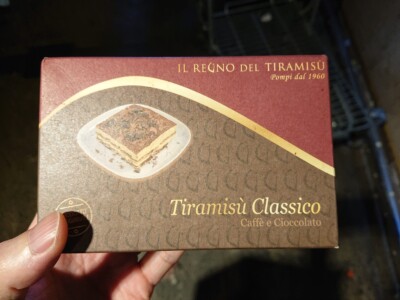 IL REGNO DEL TIRAMISÙ
Pompi dal 1960
Tiramisù Classico
Caffè e Cioccolato